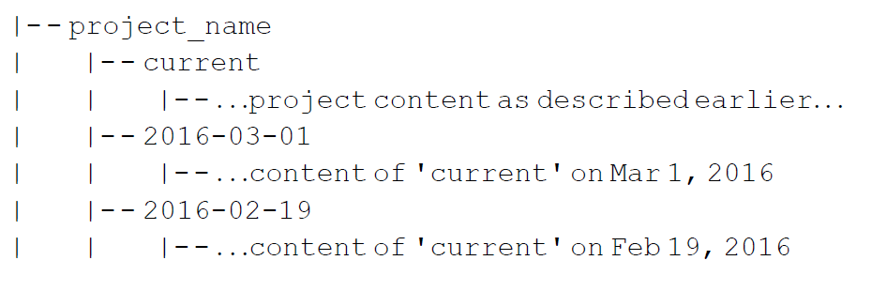 |--project_name
|   |--current
|   |   |--...project content as described earlier...
|   |--2016-03-01
|   |   |--...content of 'current' on Mar 1, 2016
|   |--2016-02-19
|   |   |--...content of 'current' on Feb 19, 2016